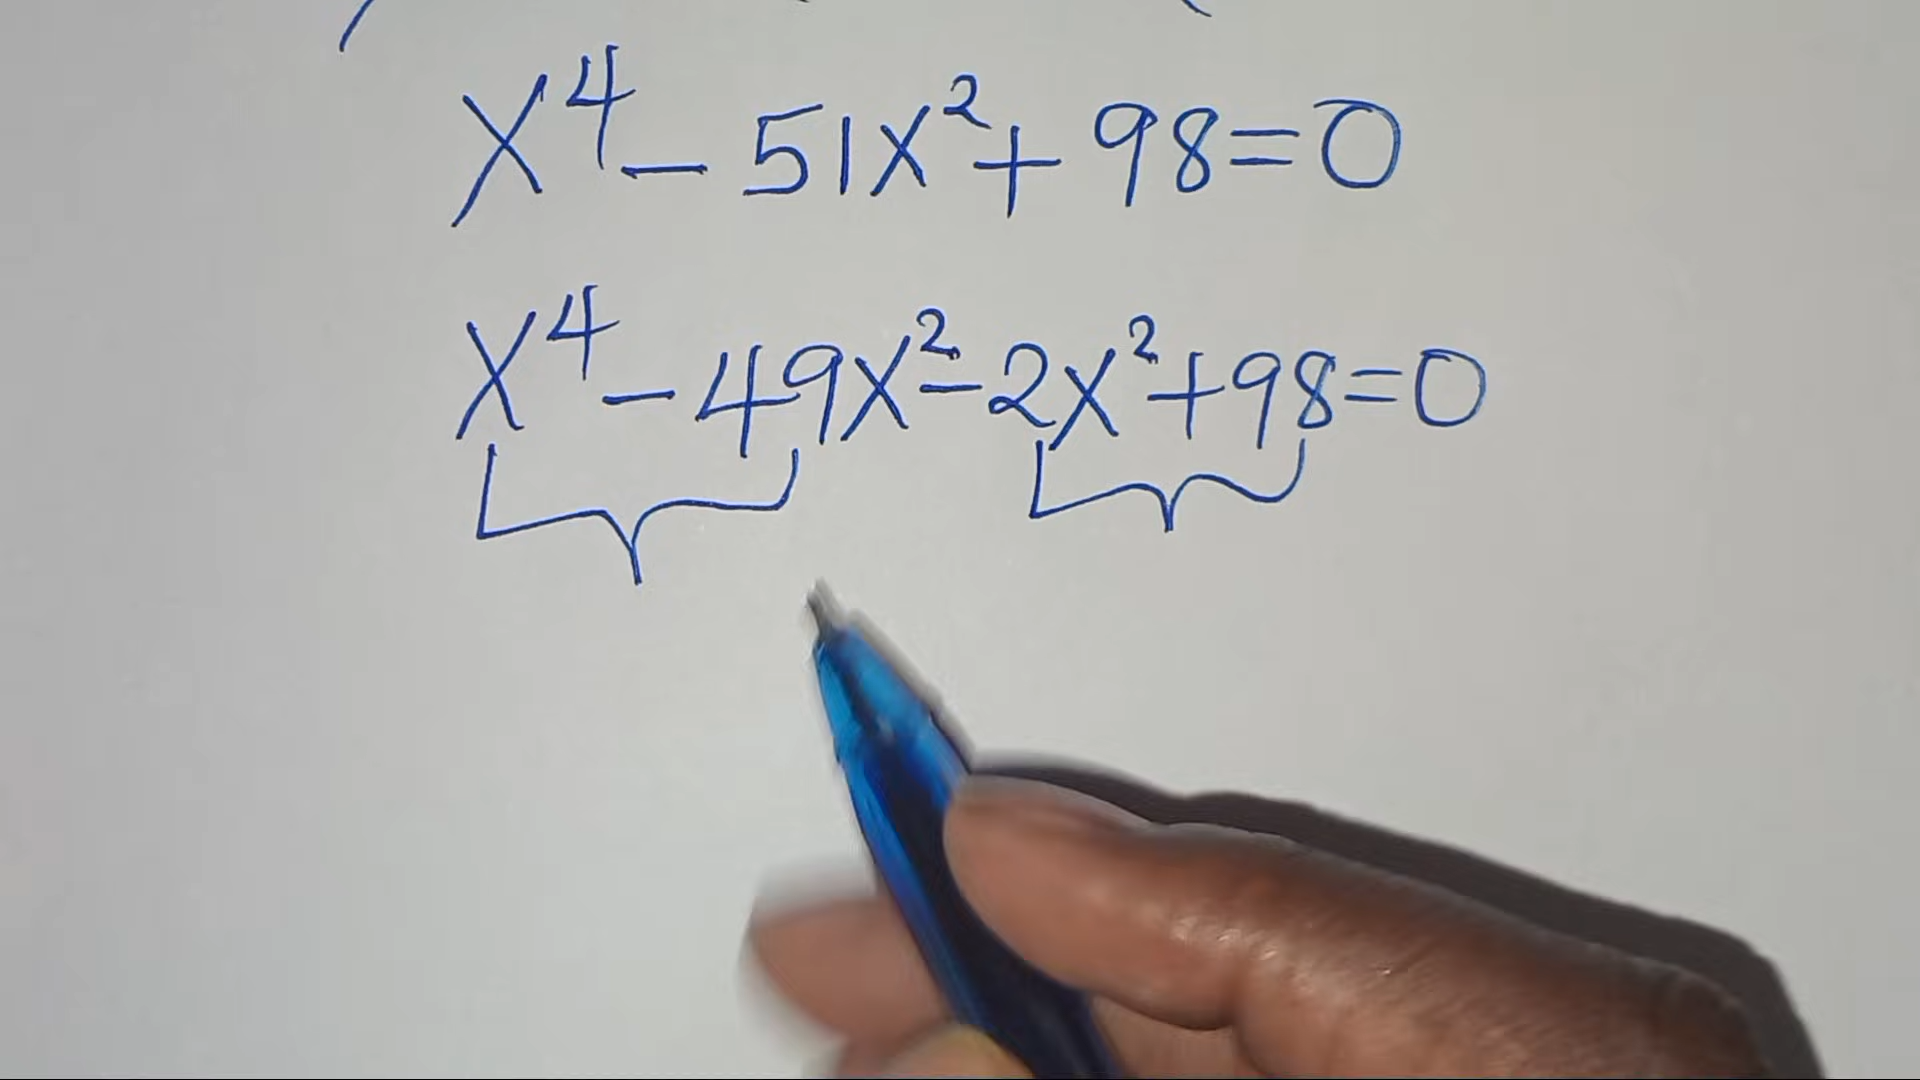 x⁴ - 51x² + 98 = 0
x⁴ - 49x² - 2x² + 98 = 0